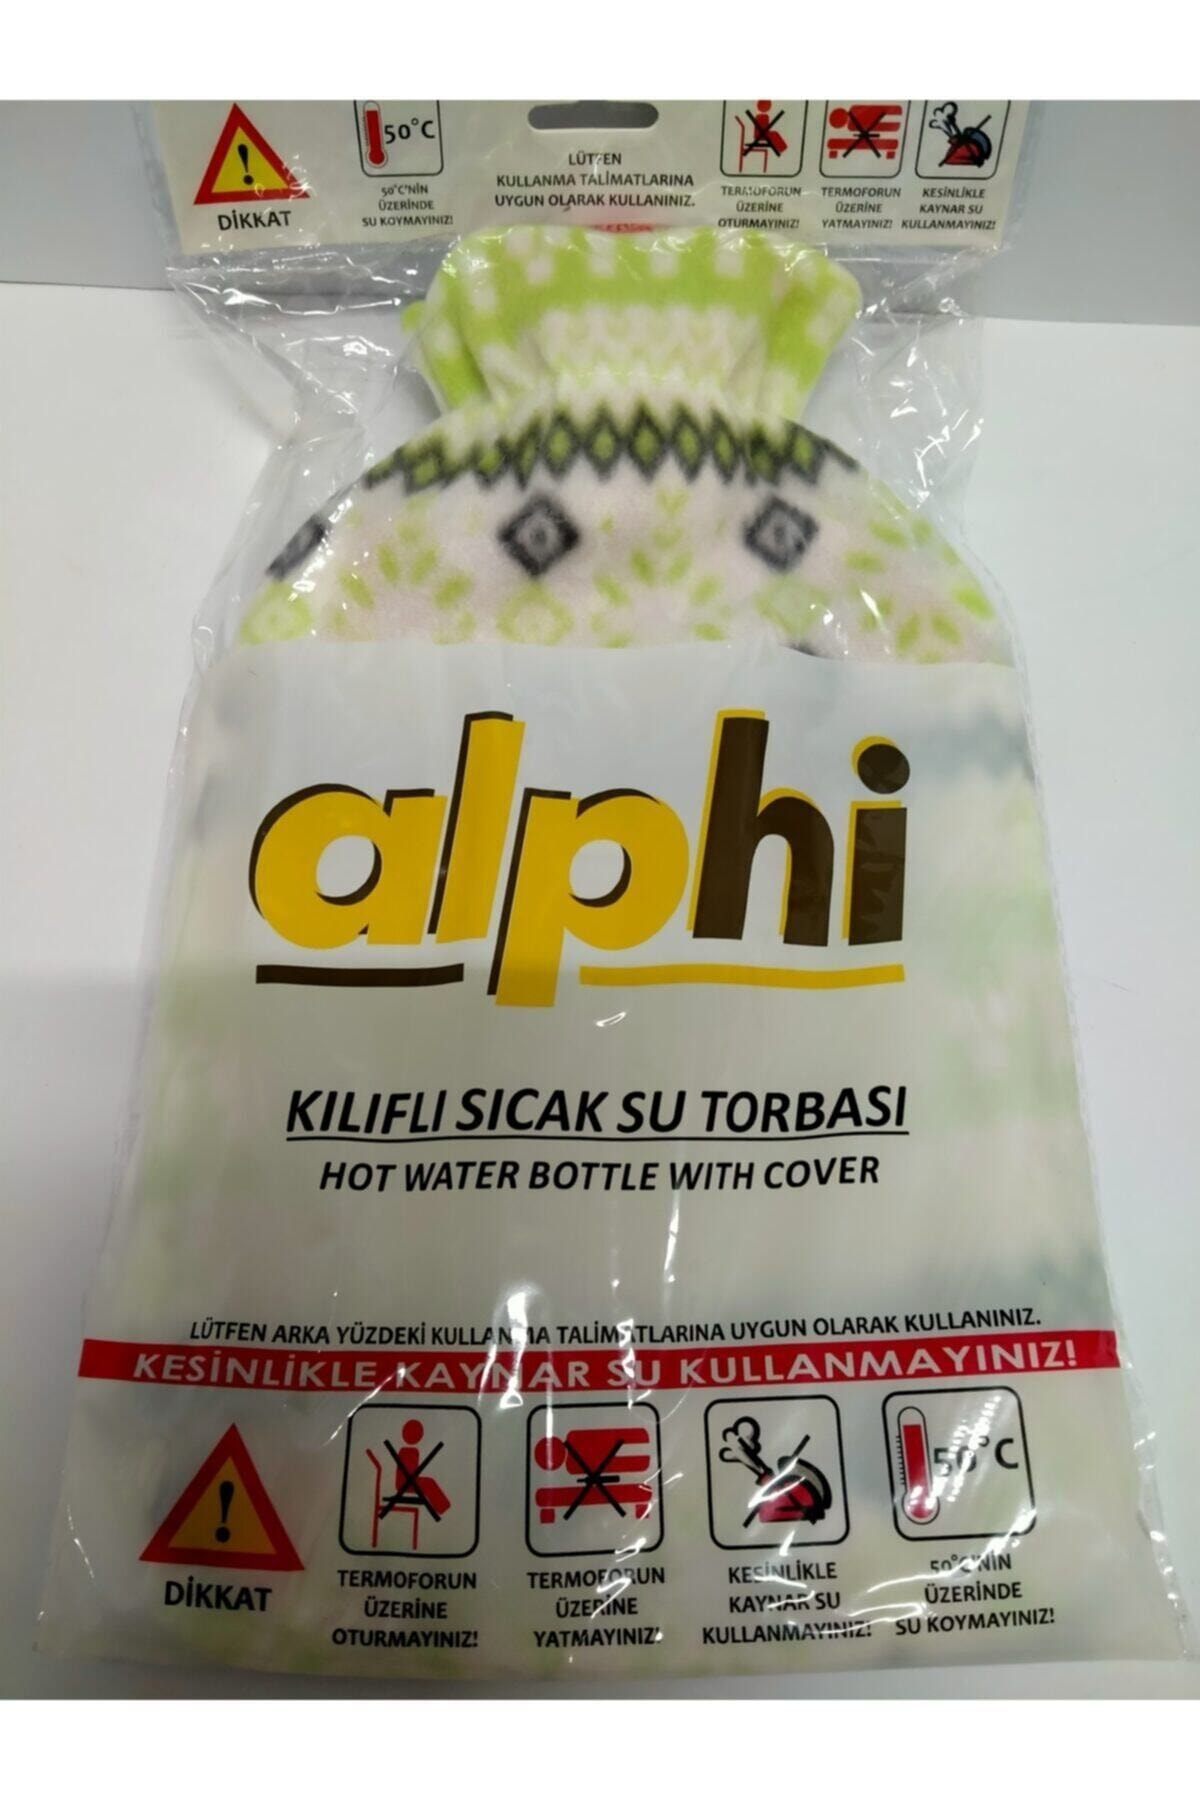 50°C
DİKKAT
50°C'NİN
ÜZERİNDE
SU KOYMAYINIZ!
LÜTFEN
KULLANMA TALİMATLARINA
UYGUN OLARAK KULLANINIZ.
TERMOFORUN
ÜZERİNE
OTURMAYINIZ!
TERMOFORUN
ÜZERİNE
YATMAYINIZ!
KESİNLİKLE
KAYNAR SU
KULLANMAYINIZ!
alphi
KILIFLI SICAK SU TORBASI
HOT WATER BOTTLE WITH COVER
LÜTFEN ARKA YÜZDEKİ KULLANMA TALİMATLARINA UYGUN OLARAK KULLANINIZ.
KESİNLİKLE KAYNAR SU KULLANMAYINIZ!
50°C
DİKKAT
TERMOFORUN
ÜZERİNE
OTURMAYINIZ!
TERMOFORUN
ÜZERİNE
YATMAYINIZ!
KESİNLİKLE
KAYNAR SU
KULLANMAYINIZ!
50°C'NİN
ÜZERİNDE
SU KOYMAYINIZ!